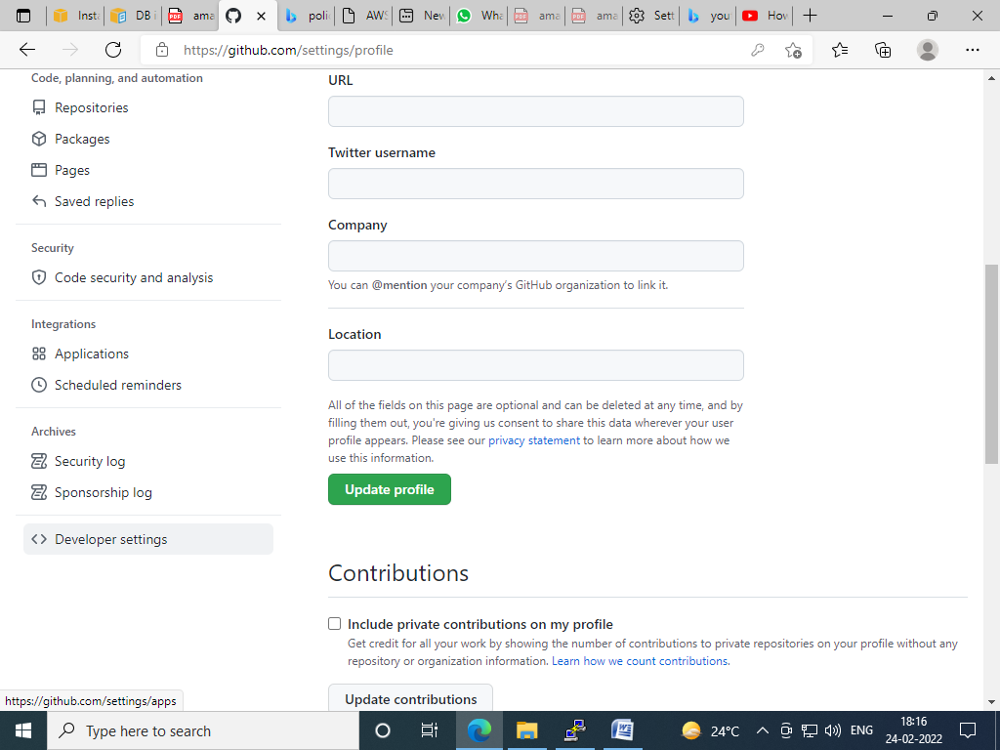 Inst
DB i
ama
poli
AWS
New
Wha
ama
ama
Sett
you
How
https://github.com/settings/profile
Code, planning, and automation
Repositories
Packages
Pages
Saved replies
Security
Code security and analysis
Integrations
Applications
Scheduled reminders
Archives
Security log
Sponsorship log
Developer settings
URL
Twitter username
Company
You can @mention your company's GitHub organization to link it.
Location
All of the fields on this page are optional and can be deleted at any time, and by
filling them out, you're giving us consent to share this data wherever your user
profile appears. Please see our privacy statement to learn more about how we
use this information.
Update profile
Contributions
Include private contributions on my profile
Get credit for all your work by showing the number of contributions to private repositories on your profile without any
repository or organization information. Learn how we count contributions.
Update contributions
https://github.com/settings/apps
Type here to search
24°C
ENG
18:16
24-02-2022